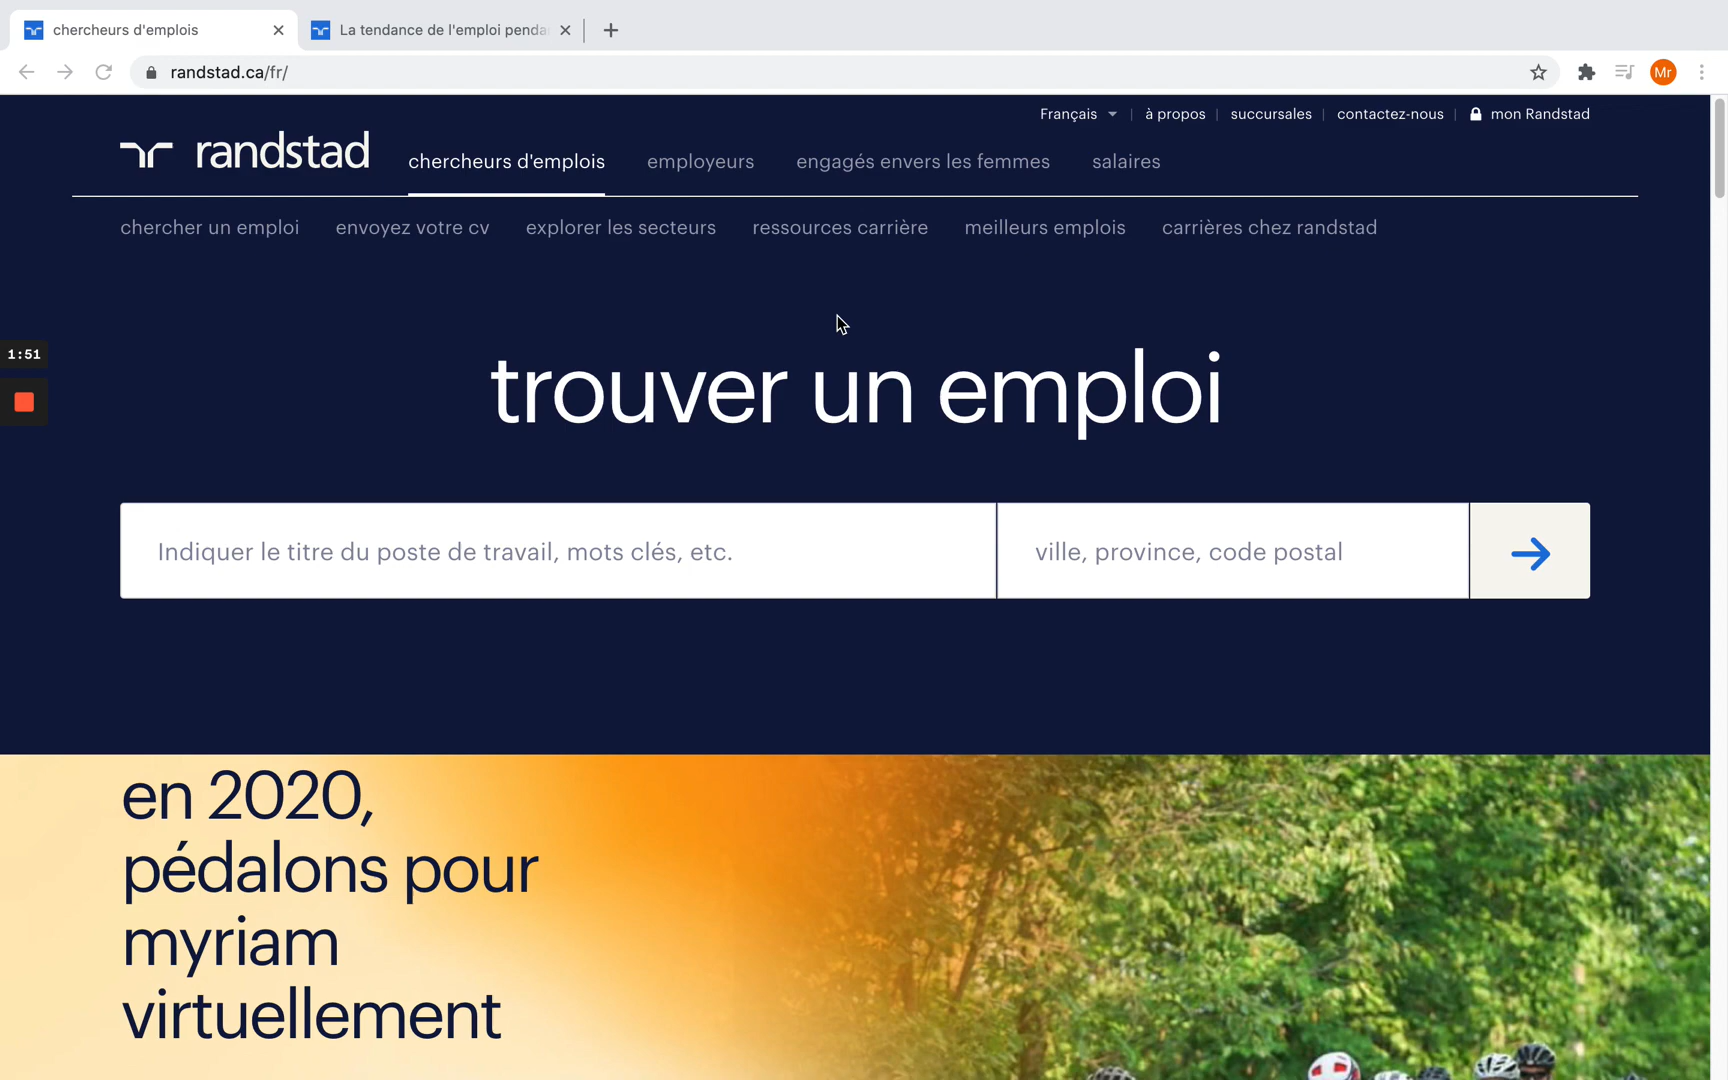 chercheurs d'emplois
La tendance de l'emploi penda
randstad.ca/fr/
Mr
Français
à propos
succursales
contactez-nous
mon Randstad
randstad
chercheurs d'emplois
employeurs
engagés envers les femmes
salaires
chercher un emploi
envoyez votre cv
explorer les secteurs
ressources carrière
meilleurs emplois
carrières chez randstad
1:51
trouver un emploi
Indiquer le titre du poste de travail, mots clés, etc.
ville, province, code postal
en 2020,
pédalons pour
myriam
virtuellement